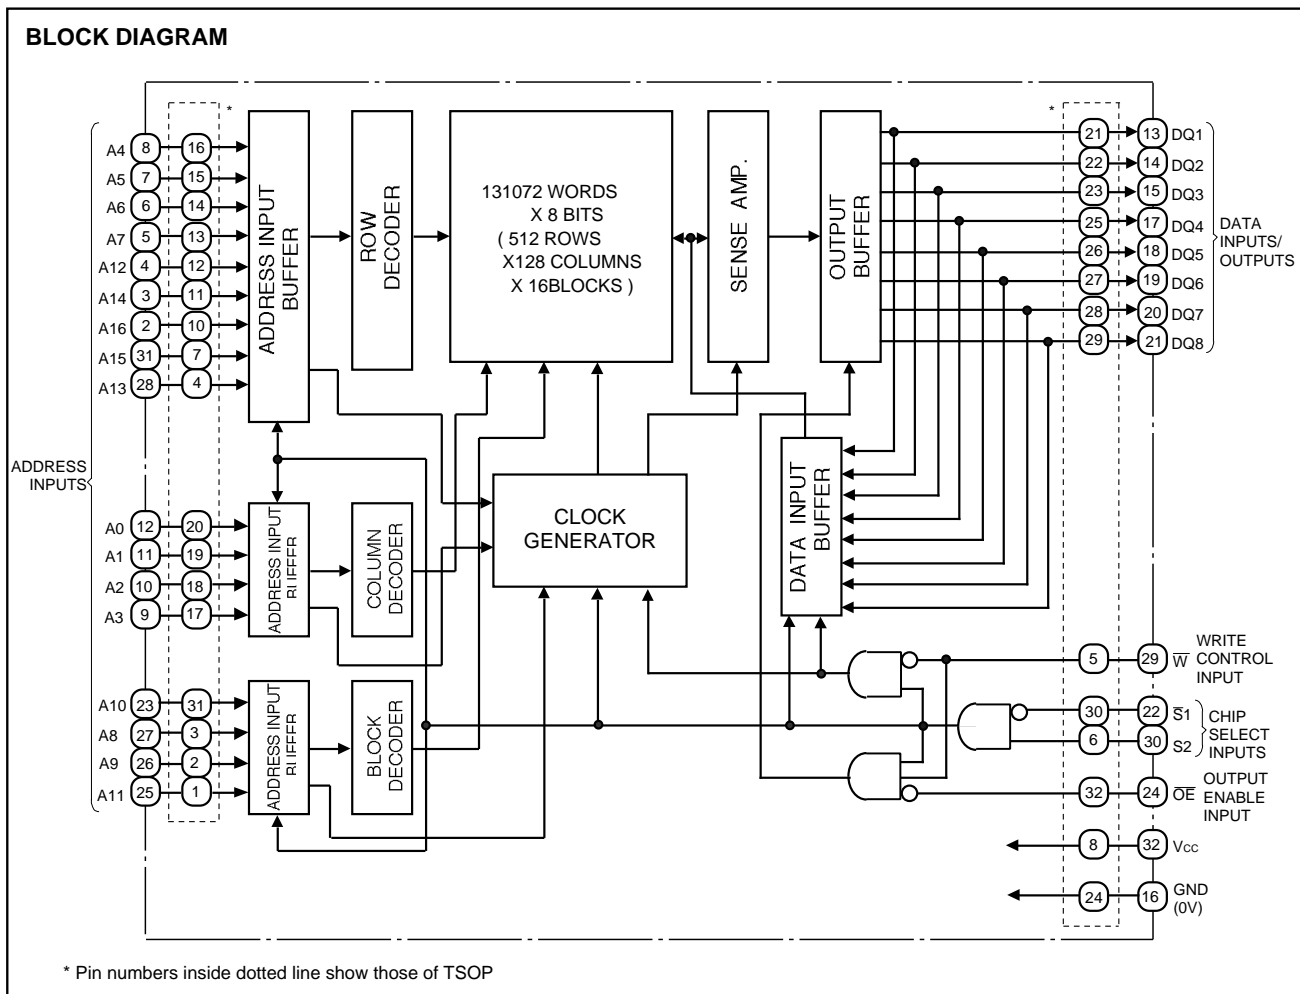 BLOCK DIAGRAM
*
*
A4 8 16
A5 7 15
A6 6 14
A7 5 13
A12 4 12
A14 3 11
A16 2 10
A15 31 7
A13 28 4
ADDRESS
INPUTS
A0 12 20
A1 11 19
A2 10 18
A3 9 17
A10 23 31
A8 27 3
A9 26 2
A11 25 1
ADDRESS INPUT
BUFFER
ROW
DECODER
131072 WORDS
X 8 BITS
( 512 ROWS
X128 COLUMNS
X 16BLOCKS )
SENSE AMP.
OUTPUT
BUFFER
ADDRESS INPUT
COLUMN
DECODER
CLOCK
GENERATOR
DATA INPUT
BUFFER
ADDRESS INPUT
BLOCK
DECODER
21 13 DQ1
22 14 DQ2
23 15 DQ3
25 17 DQ4
26 18 DQ5
27 19 DQ6
28 20 DQ7
29 21 DQ8
DATA
INPUTS/
OUTPUTS
5 29 W̅
WRITE
CONTROL
INPUT
30 22 S̅1
6 30 S2
CHIP
SELECT
INPUTS
32 24 O̅E̅
OUTPUT
ENABLE
INPUT
8 32 Vcc
24 16 GND
(0V)
* Pin numbers inside dotted line show those of TSOP